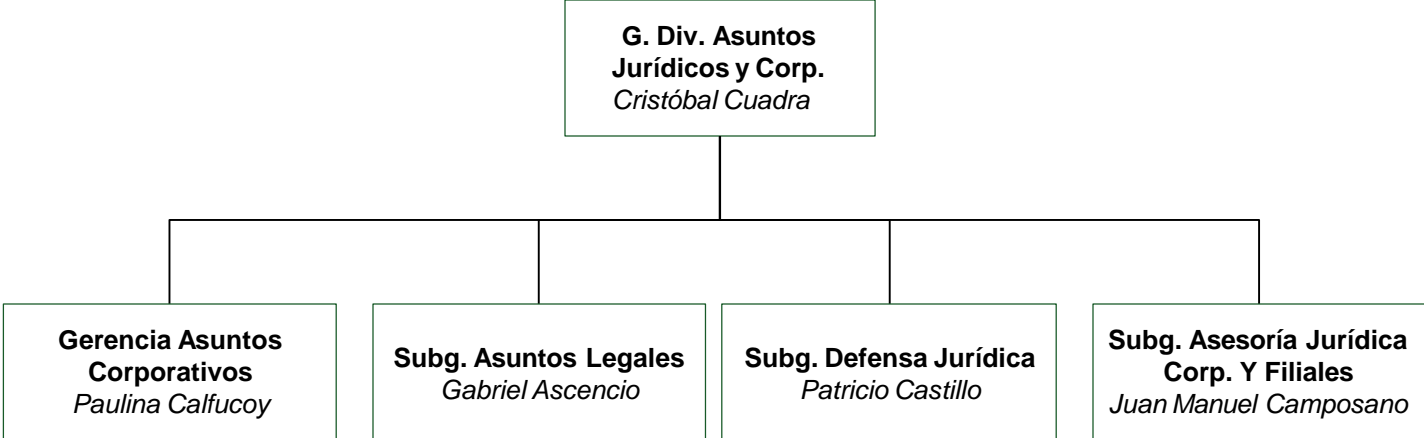 G. Div. Asuntos
Jurídicos y Corp.
Cristóbal Cuadra
Gerencia Asuntos
Corporativos
Paulina Calfucoy
Subg. Asuntos Legales
Gabriel Ascencio
Subg. Defensa Jurídica
Patricio Castillo
Subg. Asesoría Jurídica
Corp. Y Filiales
Juan Manuel Camposano